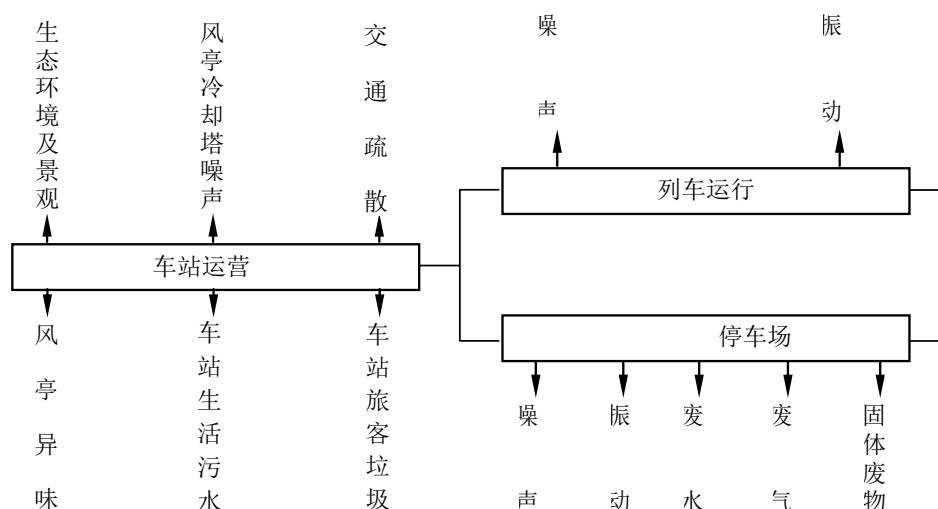 生态环境及景观
风亭冷却塔噪声
交通疏散
噪声
振动
列车运行
车站运营
停车场
风亭异味
车站生活污水
车站旅客垃圾
噪声
振动
废水
废气
固体废物